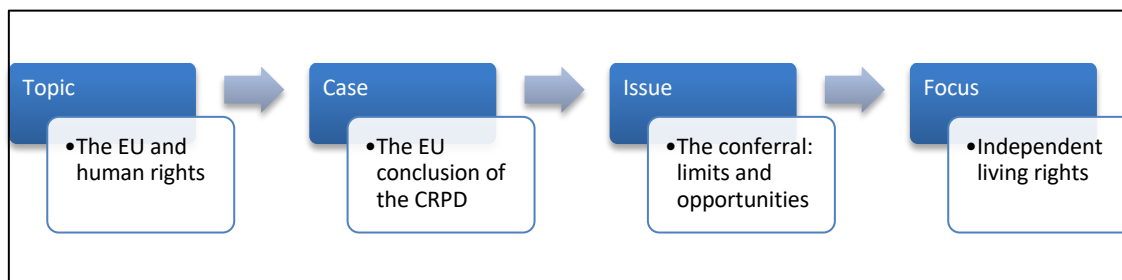 Topic
•The EU and
human rights
Case
•The EU
conclusion of
the CRPD
Issue
•The conferral:
limits and
opportunities
Focus
•Independent
living rights